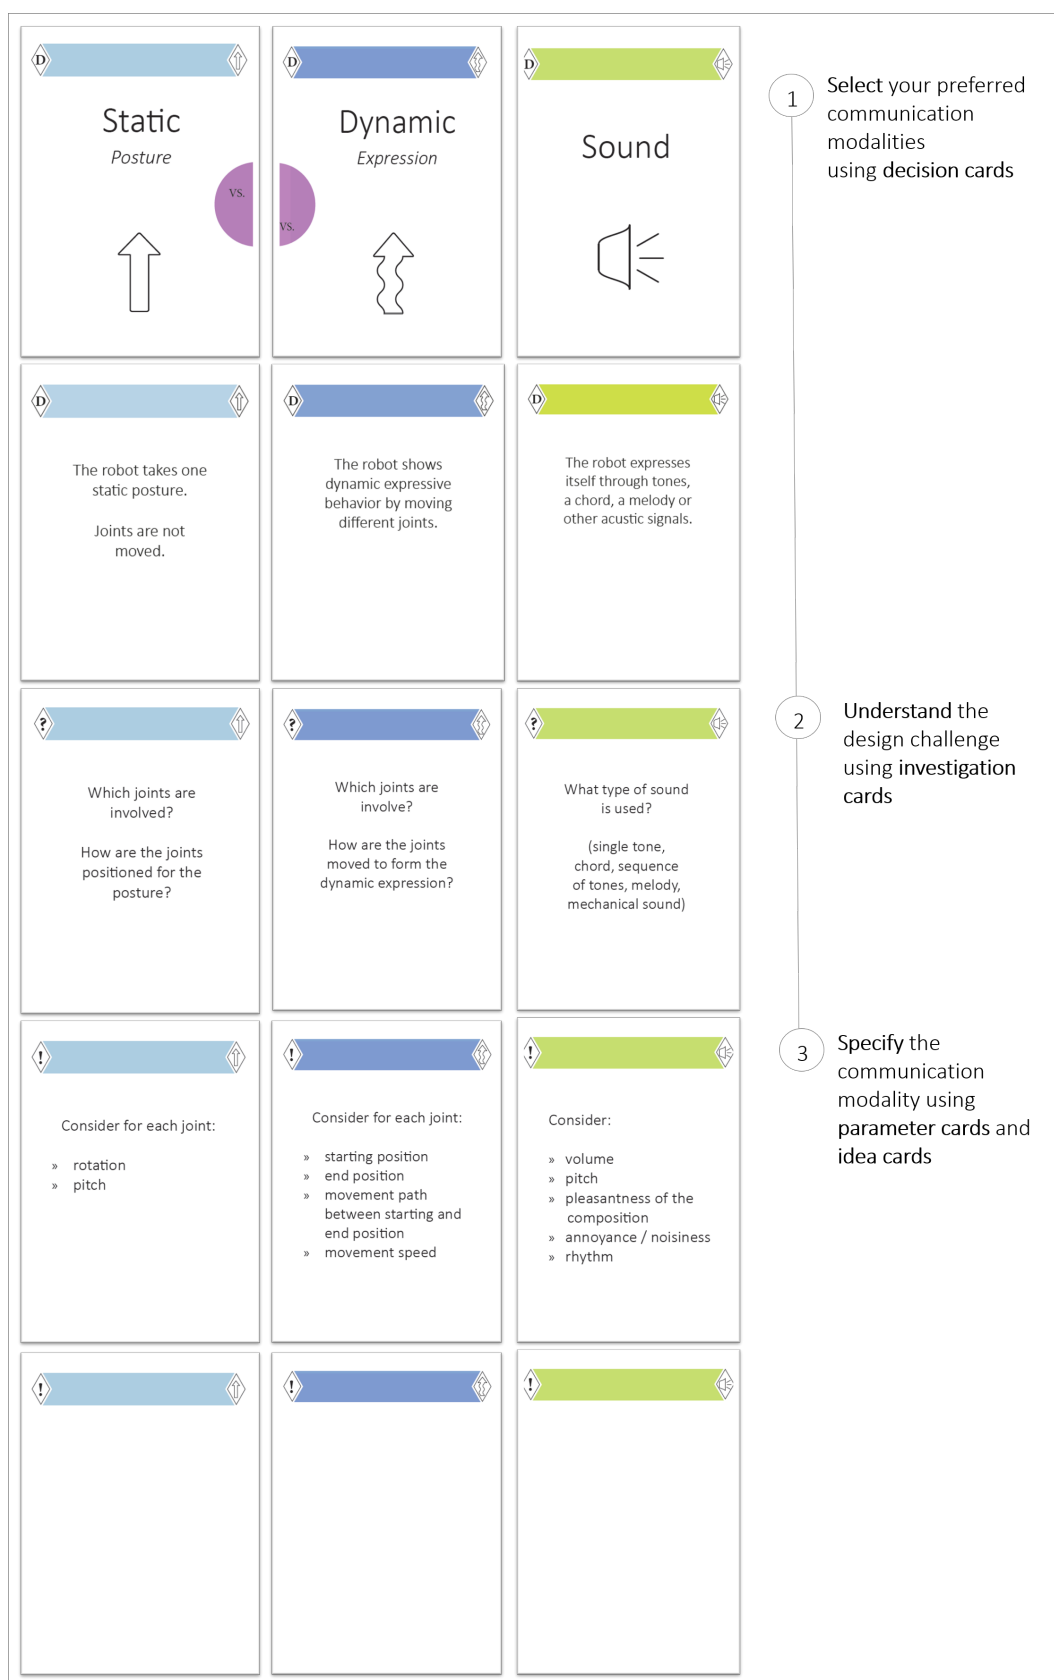 D
Static
Posture
VS.
D
Dynamic
Expression
VS.
D
Sound
1
Select your preferred
communication
modalities
using decision cards
D
The robot takes one
static posture.
Joints are not
moved.
D
The robot shows
dynamic expressive
behavior by moving
different joints.
D
The robot expresses
itself through tones,
a chord, a melody or
other acustic signals.
?
Which joints are
involved?
How are the joints
positioned for the
posture?
?
Which joints are
involve?
How are the joints
moved to form the
dynamic expression?
?
What type of sound
is used?
(single tone,
chord, sequence
of tones, melody,
mechanical sound)
2
Understand the
design challenge
using investigation
cards
!
Consider for each joint:
» rotation
» pitch
!
Consider for each joint:
» starting position
» end position
» movement path
between starting and
end position
» movement speed
!
Consider:
» volume
» pitch
» pleasantness of the
composition
» annoyance / noisiness
» rhythm
3
Specify the
communication
modality using
parameter cards and
idea cards
!
!
!